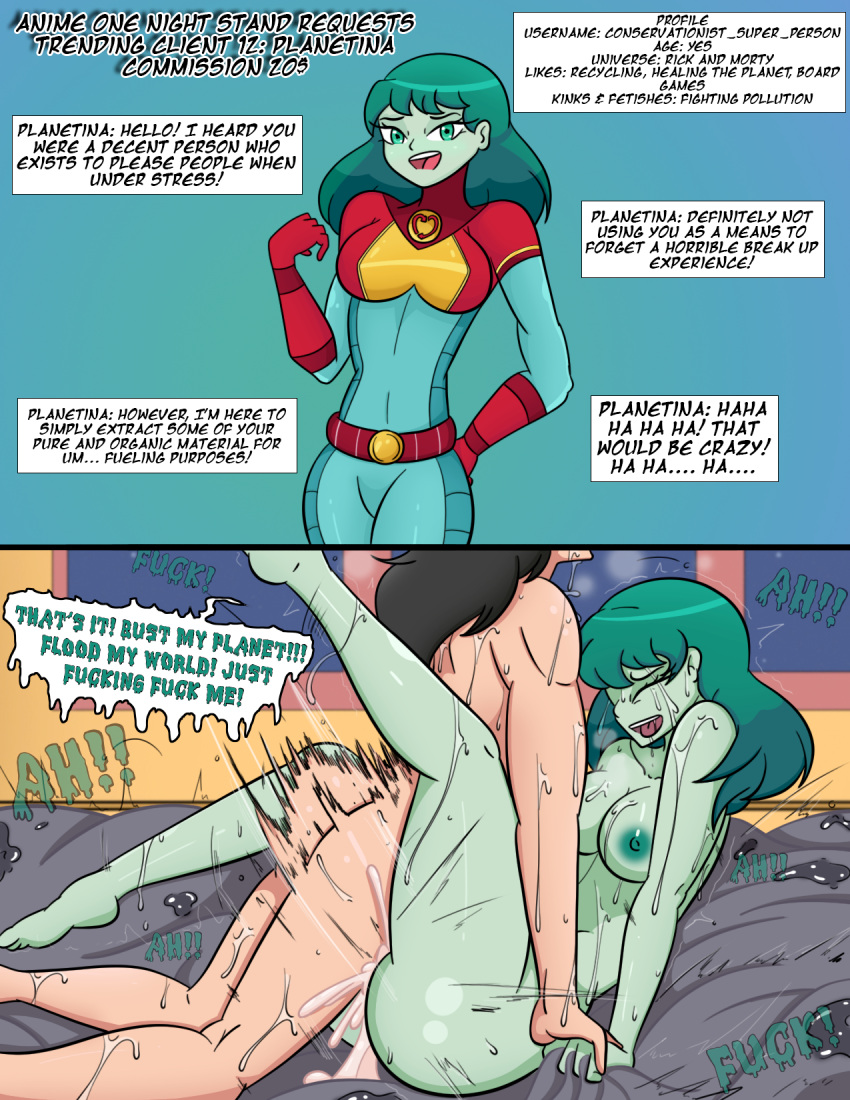 ANIME ONE NIGHT STAND REQUESTS
TRENDING CLIENT 12: PLANETINA
COMMISSION 20$
PROFILE
USERNAME: CONSERVATIONIST_SUPER_PERSON
AGE: YES
UNIVERSE: RICK AND MORTY
LIKES: RECYCLING, HEALING THE PLANET, BOARD
GAMES
KINKS & FETISHES: FIGHTING POLLUTION
PLANETINA: HELLO! I HEARD YOU
WERE A DECENT PERSON WHO
EXISTS TO PLEASE PEOPLE WHEN
UNDER STRESS!
PLANETINA: DEFINITELY NOT
USING YOU AS A MEANS TO
FORGET A HORRIBLE BREAK UP
EXPERIENCE!
PLANETINA: HOWEVER, I'M HERE TO
SIMPLY EXTRACT SOME OF YOUR
PURE AND ORGANIC MATERIAL FOR
UM... FUELING PURPOSES!
PLANETINA: HAHA
HA HA HA! THAT
WOULD BE CRAZY!
HA HA.... HA....
FUCK!
AH!!
THAT'S IT! RUST MY PLANET!!!
FLOOD MY WORLD! JUST
FUCKING FUCK ME!
AH!!
AH!!
AH!!
FUCK!